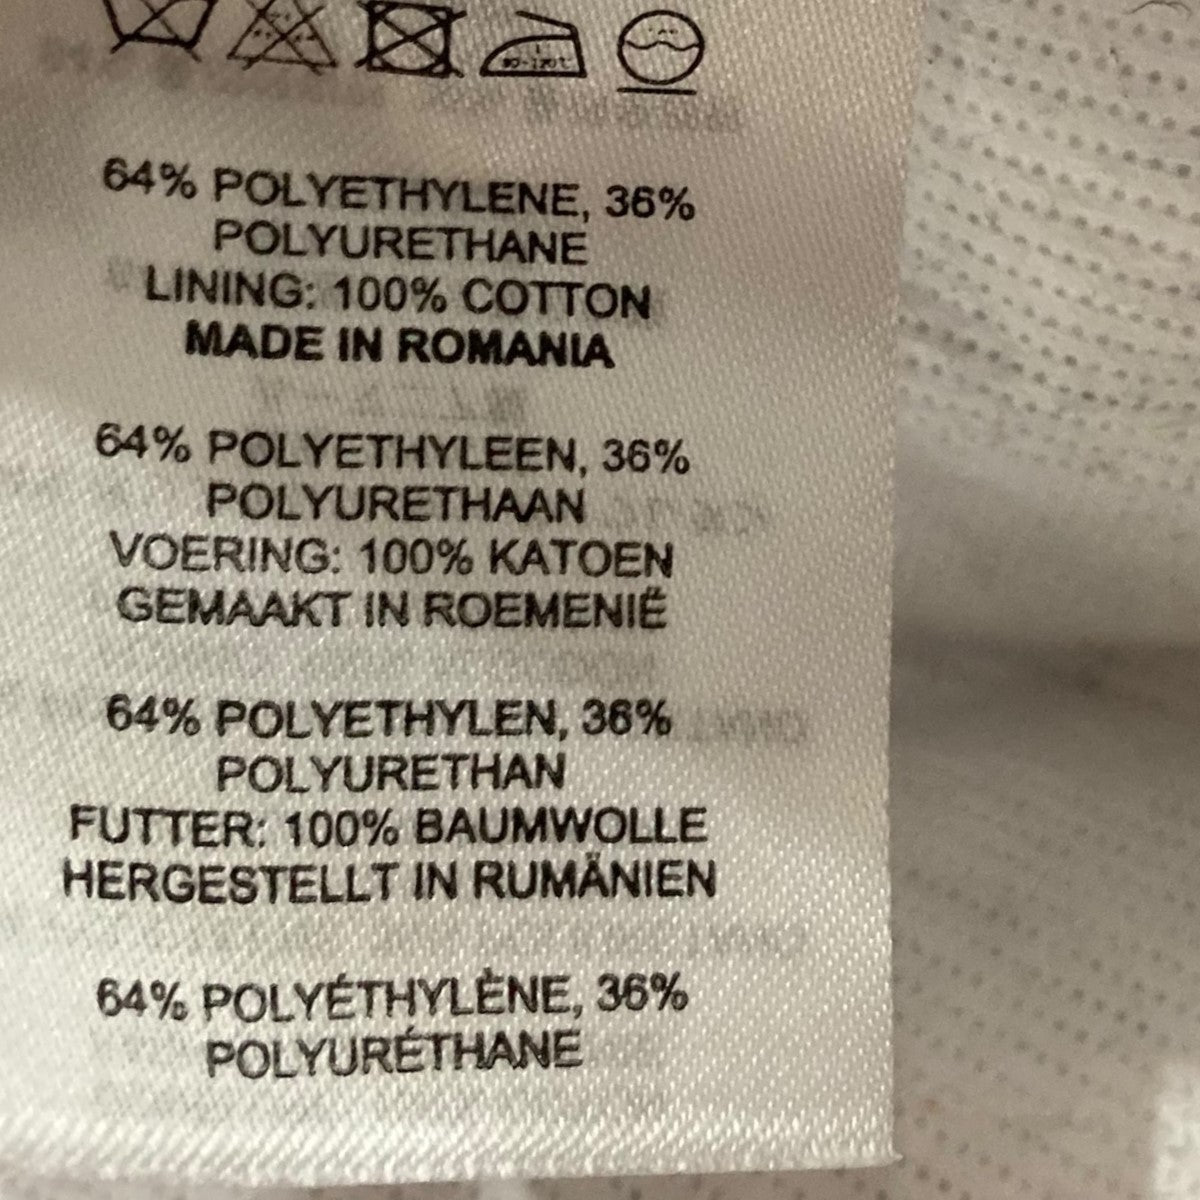 64% POLYETHYLENE, 36%
POLYURETHANE
LINING: 100% COTTON
MADE IN ROMANIA
64% POLYETHYLEEN, 36%
POLYURETHAAN
VOERING: 100% KATOEN
GEMAAKT IN ROEMENIË
64% POLYETHYLEN, 36%
POLYURETHAN
FUTTER: 100% BAUMWOLLE
HERGESTELLT IN RUMÄNIEN
64% POLYÉTHYLÈNE, 36%
POLYURÉTHANE